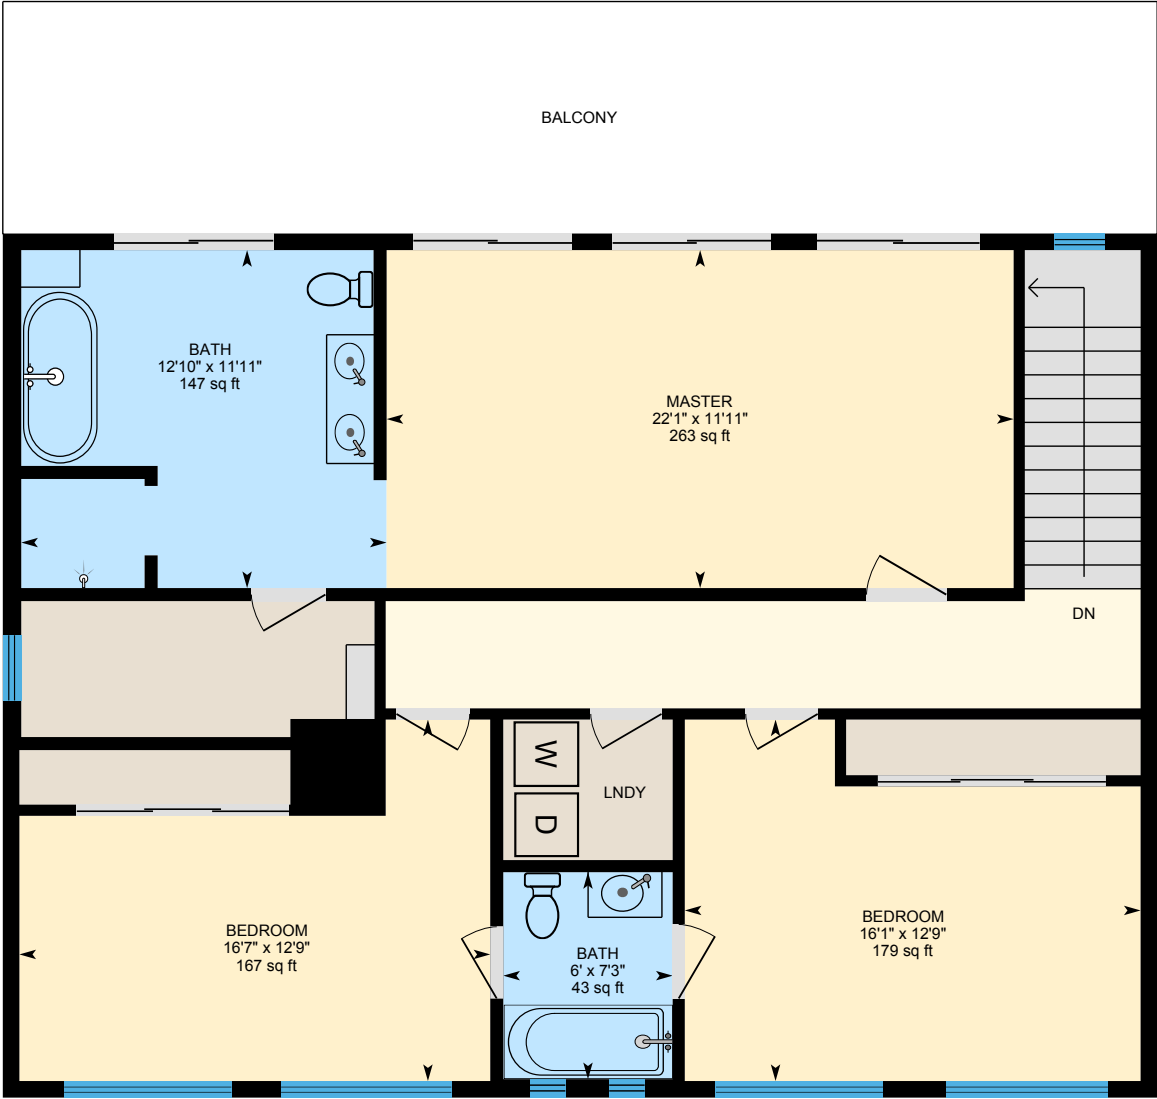 BALCONY
BATH
12'10" x 11'11"
147 sq ft
MASTER
22'1" x 11'11"
263 sq ft
DN
W
D
LNDY
BEDROOM
16'7" x 12'9"
167 sq ft
BATH
6' x 7'3"
43 sq ft
BEDROOM
16'1" x 12'9"
179 sq ft